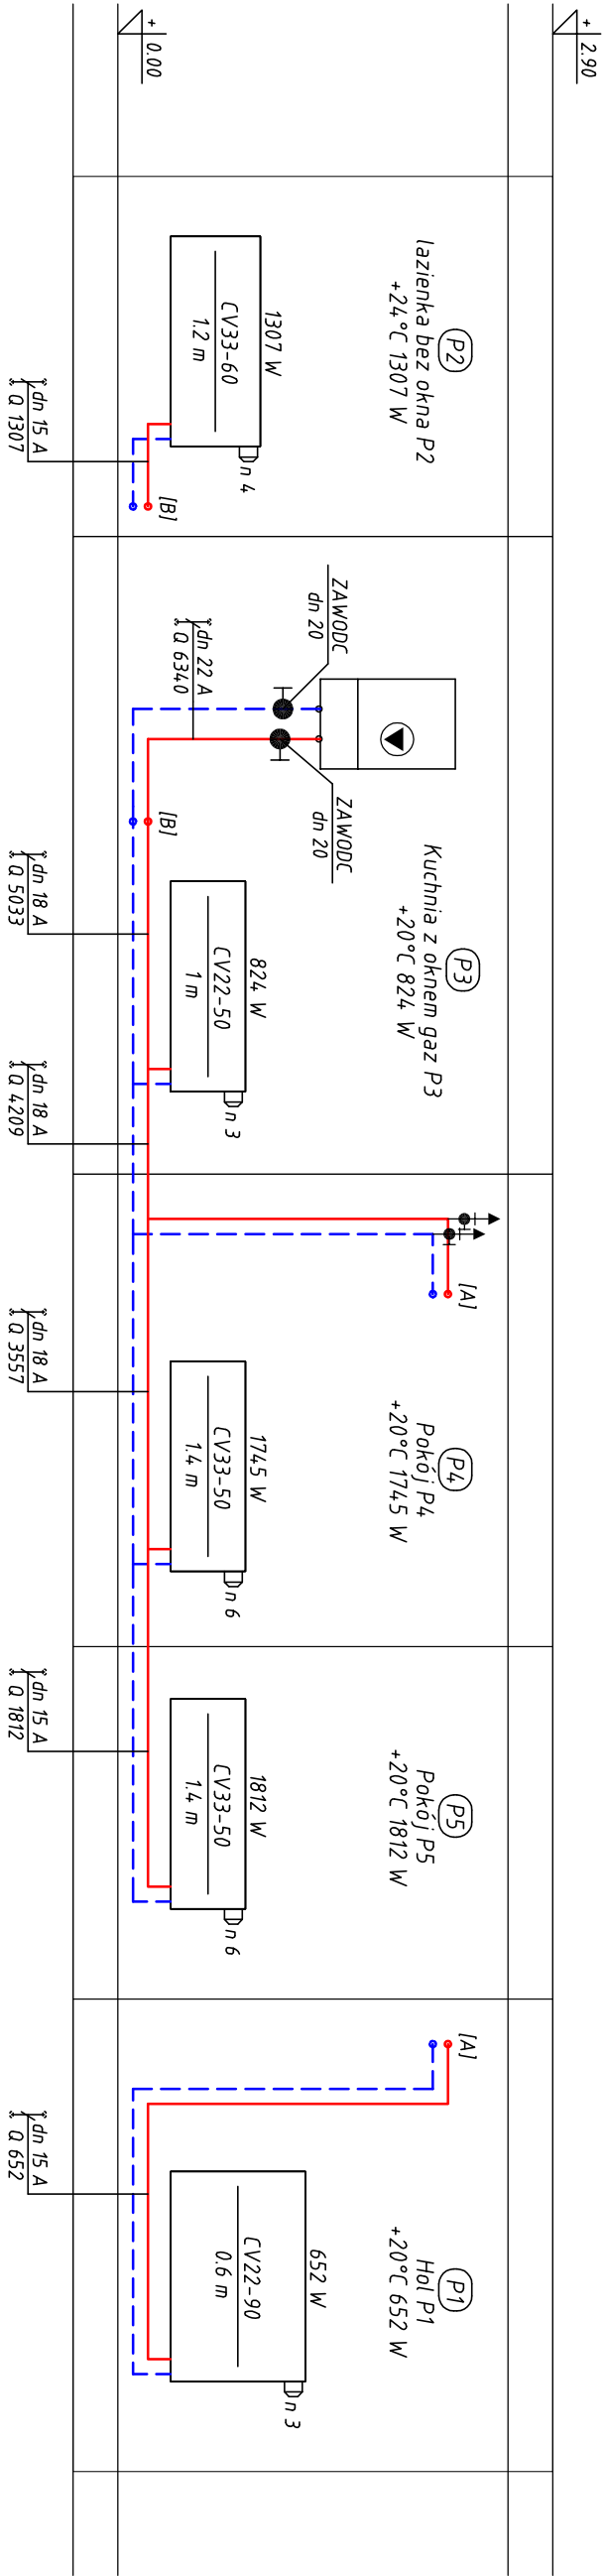 + 2.90
+ 0.00
P2
lazienka bez okna P2
+24°C 1307 W
1307 W
CV33-60
1.2 m
n 4
[B]
dn 15 A
Q 1307
ZAWODC
dn 20
ZAWODC
dn 20
dn 22 A
Q 6340
[B]
P3
Kuchnia z oknem gaz P3
+20°C 824 W
824 W
CV22-50
1 m
n 3
dn 18 A
Q 5033
dn 18 A
Q 4209
[A]
P4
Pokój P4
+20°C 1745 W
1745 W
CV33-50
1.4 m
n 6
dn 18 A
Q 3557
P5
Pokój P5
+20°C 1812 W
1812 W
CV33-50
1.4 m
n 6
dn 15 A
Q 1812
[A]
P1
Hol P1
+20°C 652 W
652 W
CV22-90
0.6 m
n 3
dn 15 A
Q 652